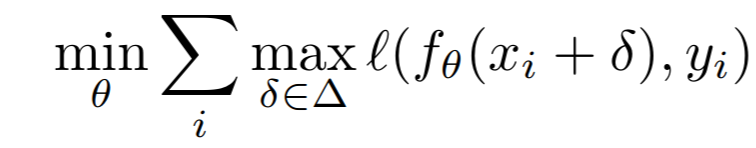 min_θ ∑_i max_{δ∈Δ} ℓ(f_θ(x_i + δ), y_i)